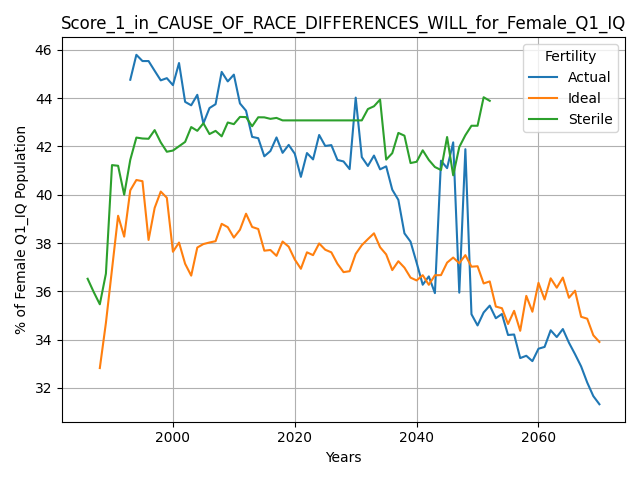 Score_1_in_CAUSE_OF_RACE_DIFFERENCES_WILL_for_Female_Q1_IQ
Fertility
Actual
Ideal
Sterile
% of Female Q1_IQ Population
46
44
42
40
38
36
34
32
2000 2020 2040 2060
Years